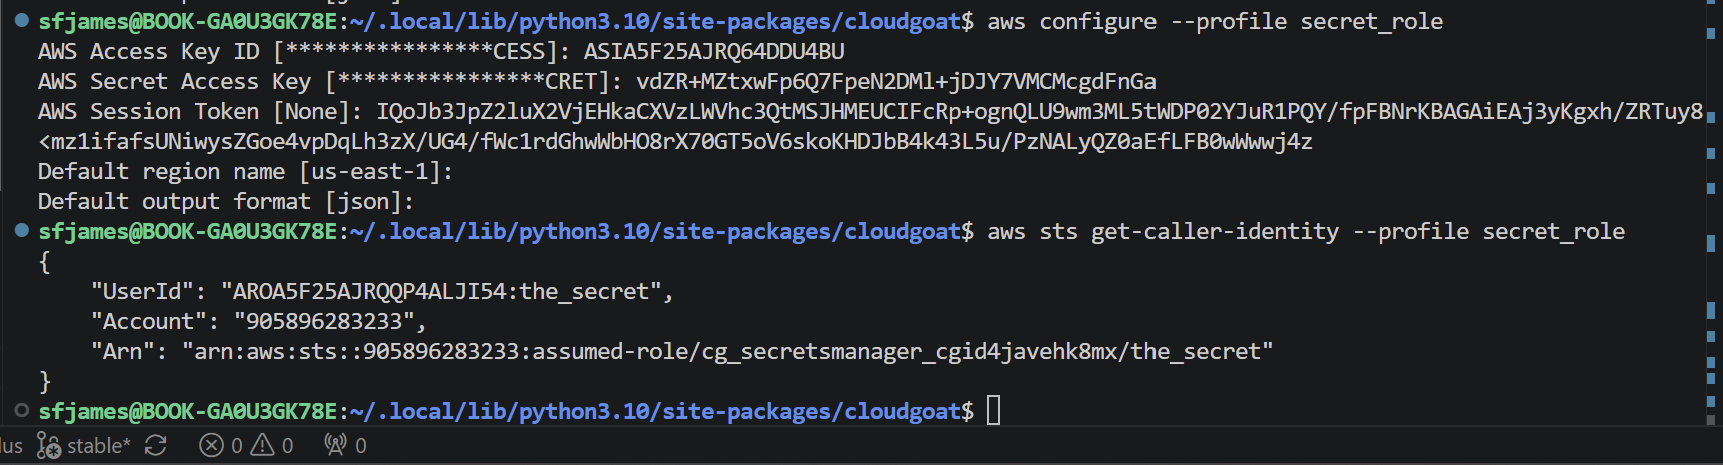 sfjames@BOOK-GA0U3GK78E:~/.local/lib/python3.10/site-packages/cloudgoat$ aws configure --profile secret_role
AWS Access Key ID [****************CESS]: ASIA5F25AJRQ64DDU4BU
AWS Secret Access Key [****************CRET]: vdZR+MZtxwFp6Q7FpeN2DMl+jDJY7VMCMcgdFnGa
AWS Session Token [None]: IQoJb3JpZ2luX2VjEHkaCXVzLWVhc3QtMSJHMEUCIFcRp+ognQLU9wm3ML5tWDP02YJuR1PQY/fpFBNrKBAGAiEAj3yKgxh/ZRTuy8
<mz1ifafsUNiwysZGoe4vpDqLh3zX/UG4/fWc1rdGhwWbHO8rX70GT5oV6skoKHDJbB4k43L5u/PzNALyQZ0aEfLFB0wWwwj4z
Default region name [us-east-1]:
Default output format [json]:
sfjames@BOOK-GA0U3GK78E:~/.local/lib/python3.10/site-packages/cloudgoat$ aws sts get-caller-identity --profile secret_role
{
    "UserId": "AROA5F25AJRQQP4ALJI54:the_secret",
    "Account": "905896283233",
    "Arn": "arn:aws:sts::905896283233:assumed-role/cg_secretsmanager_cgid4javehk8mx/the_secret"
}
sfjames@BOOK-GA0U3GK78E:~/.local/lib/python3.10/site-packages/cloudgoat$
lus stable* 0 0 0